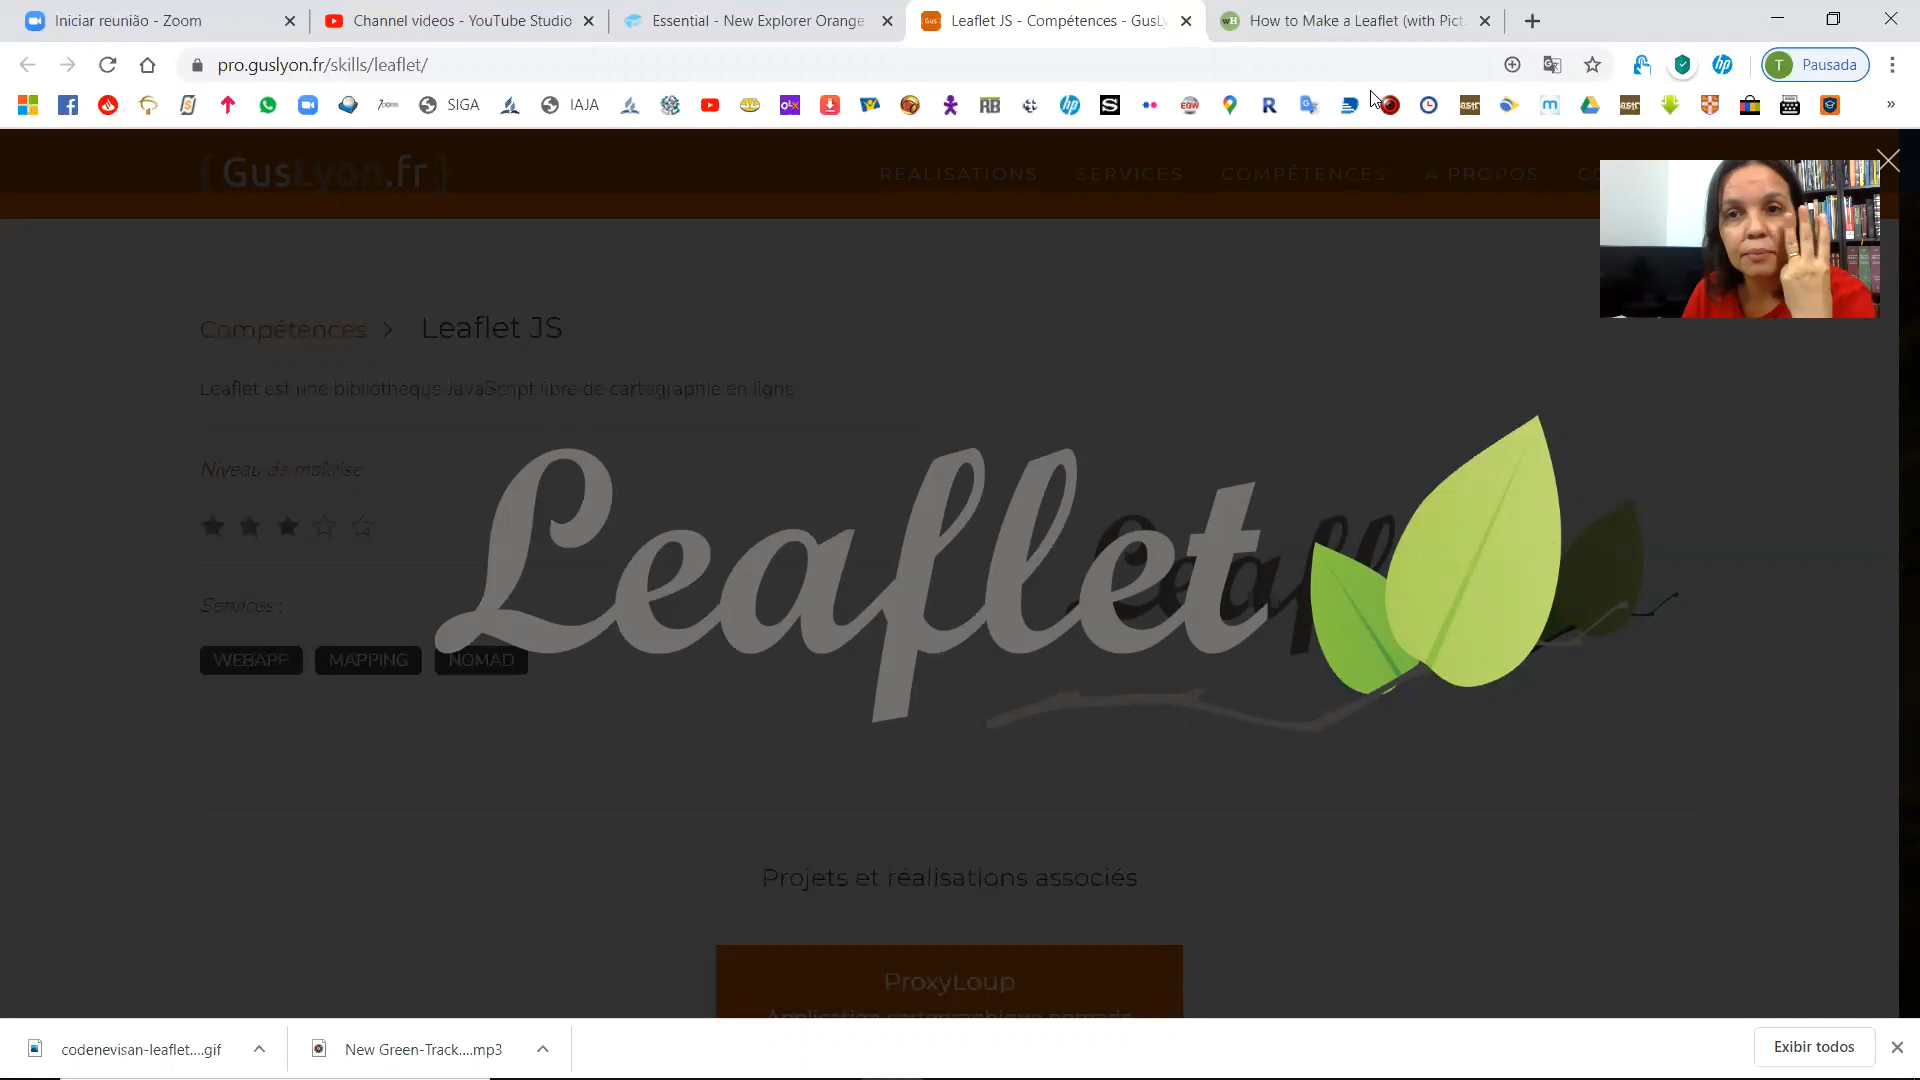 Iniciar reunião - Zoom
Channel videos - YouTube Studio
Essential - New Explorer Orange
Leaflet JS - Compétences - GusLy
How to Make a Leaflet (with Pict
pro.guslyon.fr/skills/leaflet/
T Pausada
SIGA
IAJA
{ GusLyon.fr }
RÉALISATIONS
SERVICES
COMPÉTENCES
A PROPOS
Compétences > Leaflet JS
Leaflet est une bibliothèque JavaScript libre de cartographie en ligne
Niveau de maîtrise :
Services :
WEBAPP
MAPPING
NOMAD
Leaflet
Projets et réalisations associés
ProxyLoup
Application cartographique nomade
codenevisan-leaflet....gif
New Green-Track....mp3
Exibir todos